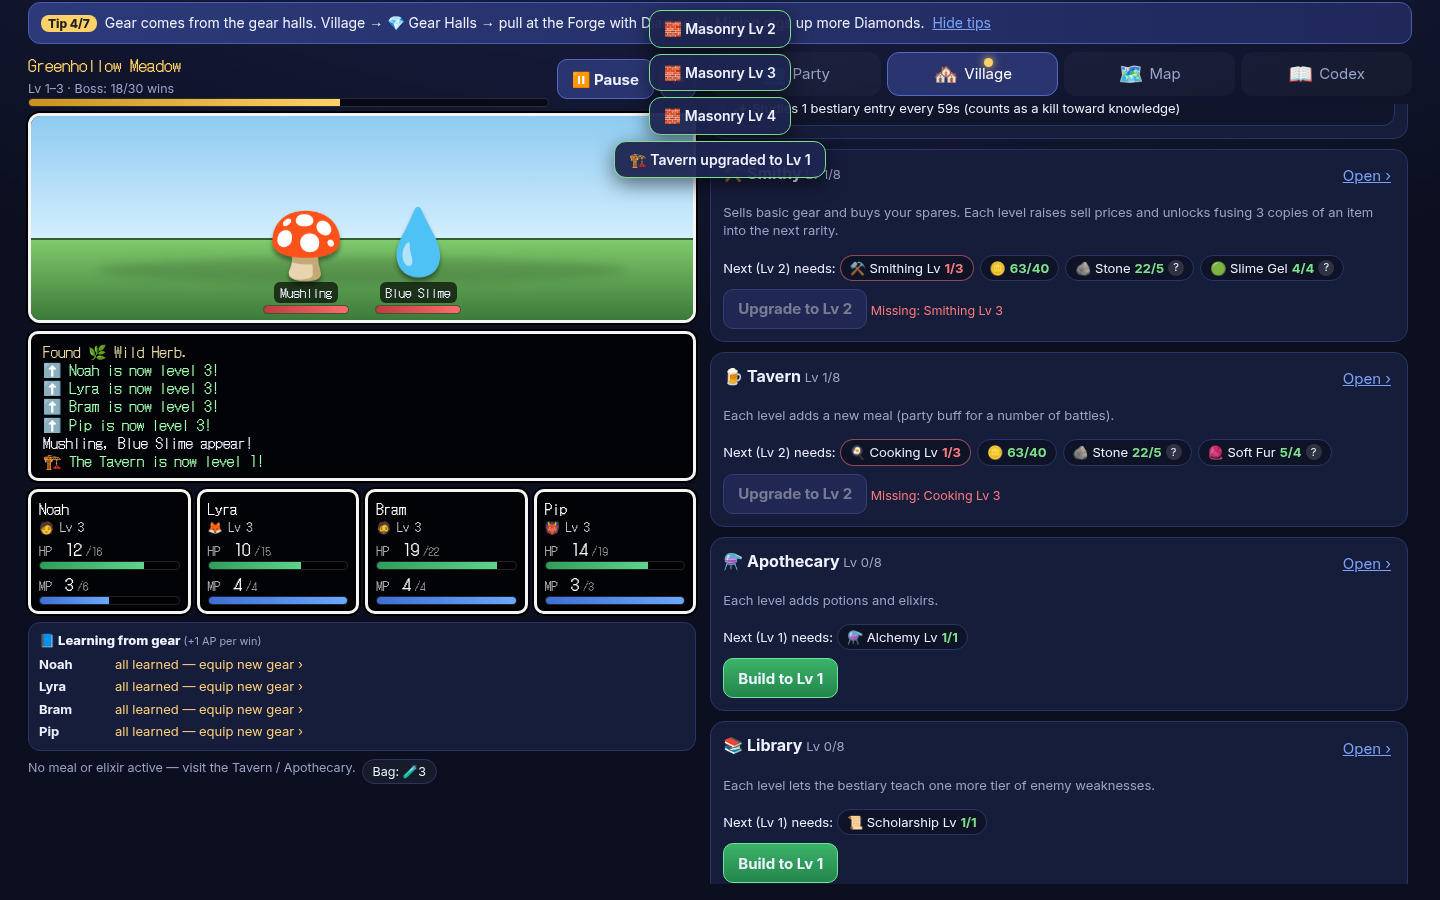 Tip 4/7 Gear comes from the gear halls. Village → 💎 Gear Halls → pull at the Forge with D up more Diamonds. Hide tips
🧱 Masonry Lv 2
🧱 Masonry Lv 3
🧱 Masonry Lv 4
🏗️ Tavern upgraded to Lv 1
Greenhollow Meadow
Lv 1–3 · Boss: 18/30 wins
⏸️ Pause
Party
🏘️ Village
🗺️ Map
📖 Codex
Mushling
Blue Slime
Found 🌿 Wild Herb.
⬆️ Noah is now level 3!
⬆️ Lyra is now level 3!
⬆️ Bram is now level 3!
⬆️ Pip is now level 3!
Mushling, Blue Slime appear!
🏗️ The Tavern is now level 1!
Noah
Lv 3
HP 12/16
MP 3/6
Lyra
Lv 3
HP 10/15
MP 4/4
Bram
Lv 3
HP 19/22
MP 4/4
Pip
Lv 3
HP 14/19
MP 3/3
📘 Learning from gear (+1 AP per win)
Noah all learned — equip new gear ›
Lyra all learned — equip new gear ›
Bram all learned — equip new gear ›
Pip all learned — equip new gear ›
No meal or elixir active — visit the Tavern / Apothecary. Bag: 🧪3
1 bestiary entry every 59s (counts as a kill toward knowledge)
Smithy Lv 1/8
Open ›
Sells basic gear and buys your spares. Each level raises sell prices and unlocks fusing 3 copies of an item
into the next rarity.
Next (Lv 2) needs: ⚒️ Smithing Lv 1/3 🪙 63/40 🪨 Stone 22/5 ? 🟢 Slime Gel 4/4 ?
Upgrade to Lv 2 Missing: Smithing Lv 3
🍺 Tavern Lv 1/8
Open ›
Each level adds a new meal (party buff for a number of battles).
Next (Lv 2) needs: 🍳 Cooking Lv 1/3 🪙 63/40 🪨 Stone 22/5 ? 🧶 Soft Fur 5/4 ?
Upgrade to Lv 2 Missing: Cooking Lv 3
⚗️ Apothecary Lv 0/8
Open ›
Each level adds potions and elixirs.
Next (Lv 1) needs: ⚗️ Alchemy Lv 1/1
Build to Lv 1
📚 Library Lv 0/8
Open ›
Each level lets the bestiary teach one more tier of enemy weaknesses.
Next (Lv 1) needs: 📜 Scholarship Lv 1/1
Build to Lv 1